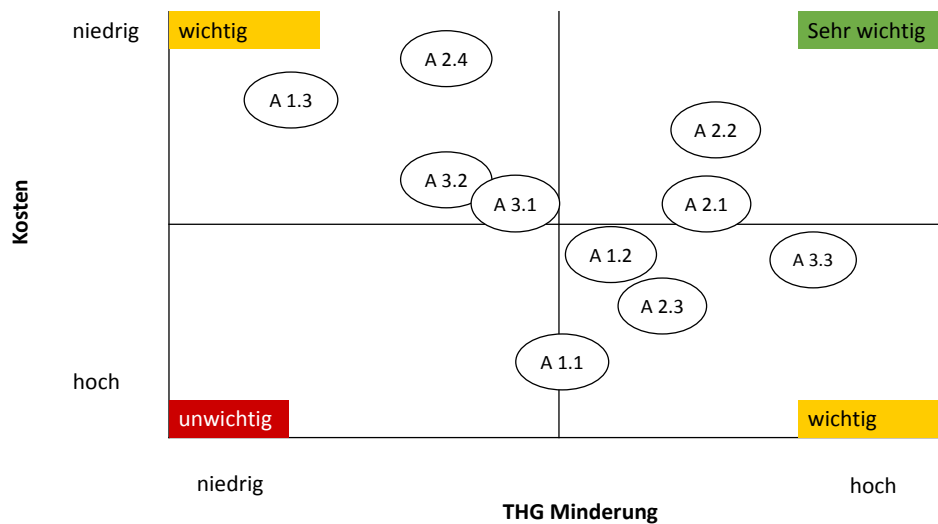 niedrig
wichtig
Sehr wichtig
A 2.4
A 1.3
A 2.2
A 3.2
A 3.1
A 2.1
Kosten
A 1.2
A 3.3
A 2.3
A 1.1
hoch
unwichtig
wichtig
niedrig
hoch
THG Minderung